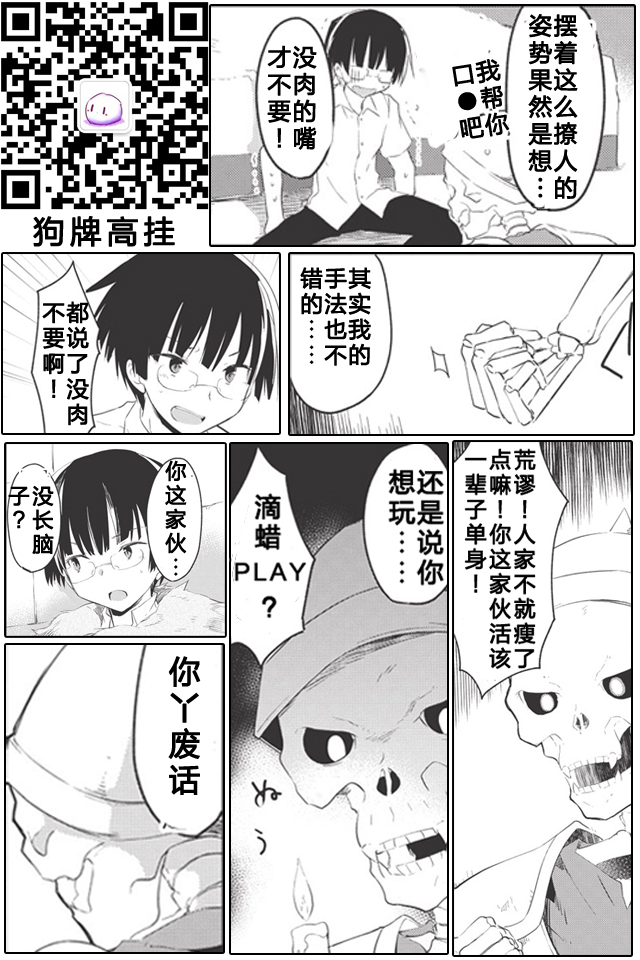 狗牌高挂
摆着这么撩人的
姿势果然是想…
我帮你
口●吧
没肉的嘴
才不要！
其实我的
手法也不
错的……
都说了没肉
不要啊！
荒谬！人家不就瘦了
点嘛！你这家伙活该
一辈子单身！
还是说你
想玩……
滴蜡
PLAY
？
ぬぅ
你这家伙…
没长脑
子？
你丫废话